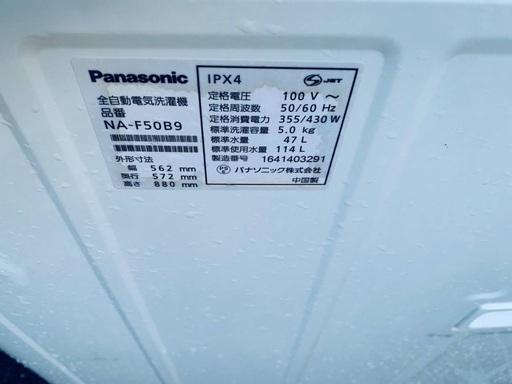 Panasonic
全自動電気洗濯機
品番
NA-F50B9
外形寸法
幅 562 mm
奥行 572 mm
高さ 880 mm
IPX4
JET
定格電圧 100 V ~
定格周波数 50/60 Hz
定格消費電力 355/430 W
標準洗濯容量 5.0 kg
標準水量 47 L
標準使用水量 114 L
製造番号 1641403291
パナソニック株式会社
中国製